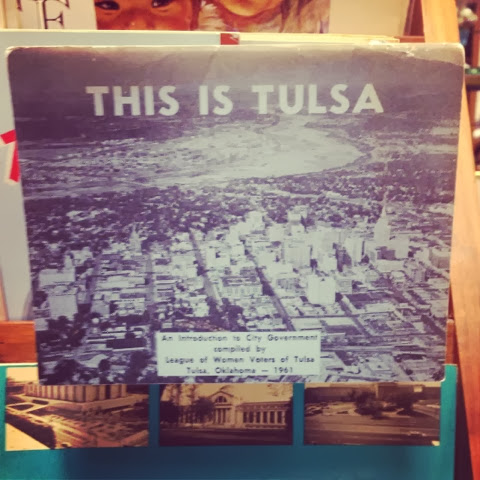 THIS IS TULSA
An Introduction to City Government
compiled by
League of Women Voters of Tulsa
Tulsa, Oklahoma — 1961